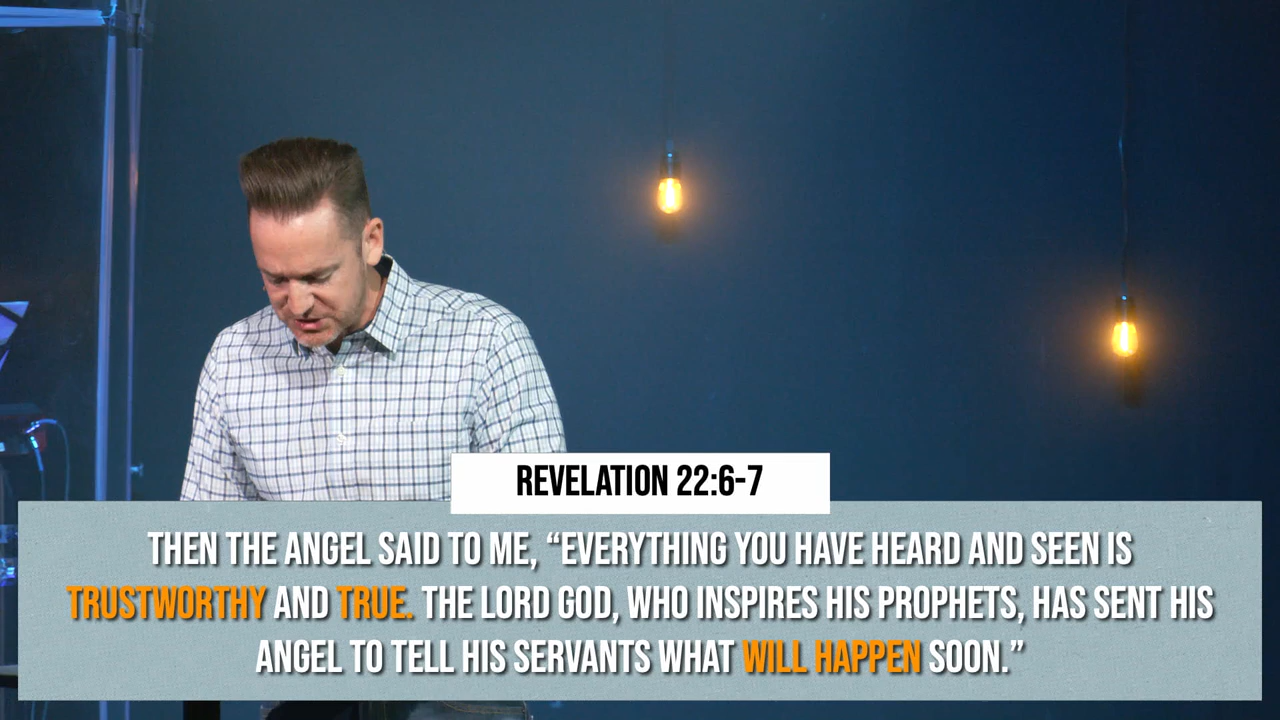 REVELATION 22:6-7
THEN THE ANGEL SAID TO ME, “EVERYTHING YOU HAVE HEARD AND SEEN IS
TRUSTWORTHY AND TRUE. THE LORD GOD, WHO INSPIRES HIS PROPHETS, HAS SENT HIS
ANGEL TO TELL HIS SERVANTS WHAT WILL HAPPEN SOON.”